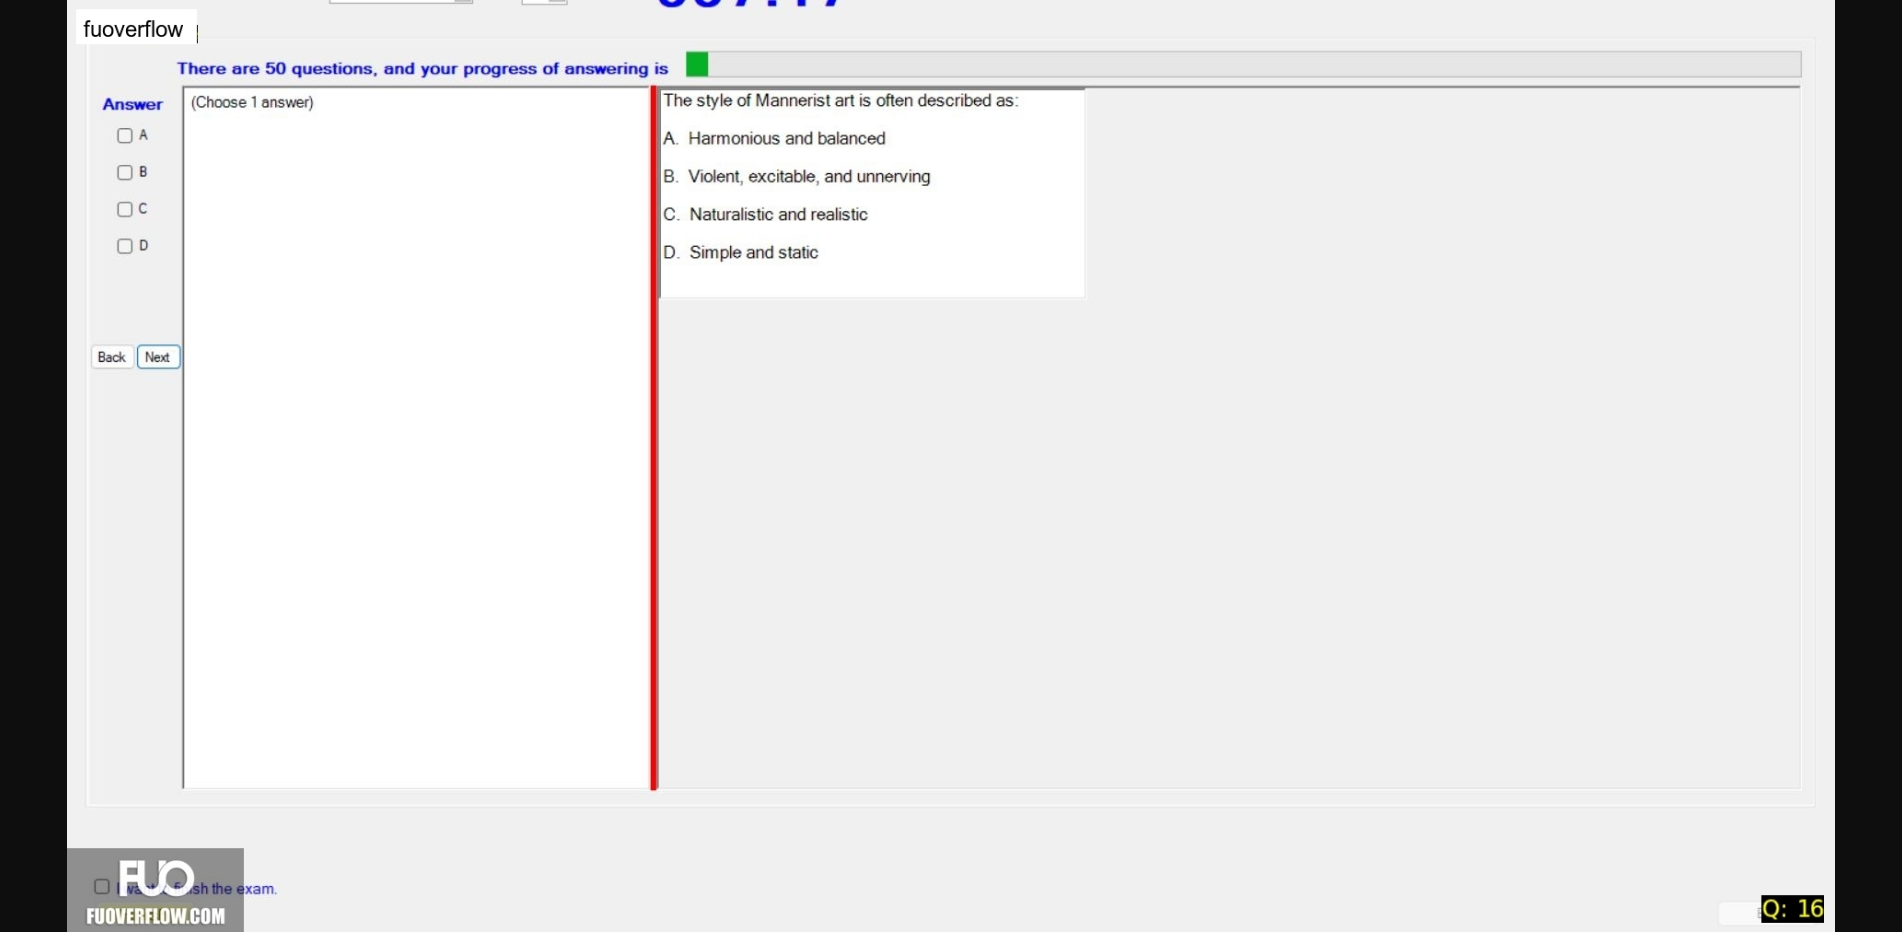 fuoverflow
There are 50 questions, and your progress of answering is
Answer
(Choose 1 answer)
A
B
C
D
Back Next
The style of Mannerist art is often described as:
A. Harmonious and balanced
B. Violent, excitable, and unnerving
C. Naturalistic and realistic
D. Simple and static
FUO
sh the exam.
FUOVERFLOW.COM
Q: 16